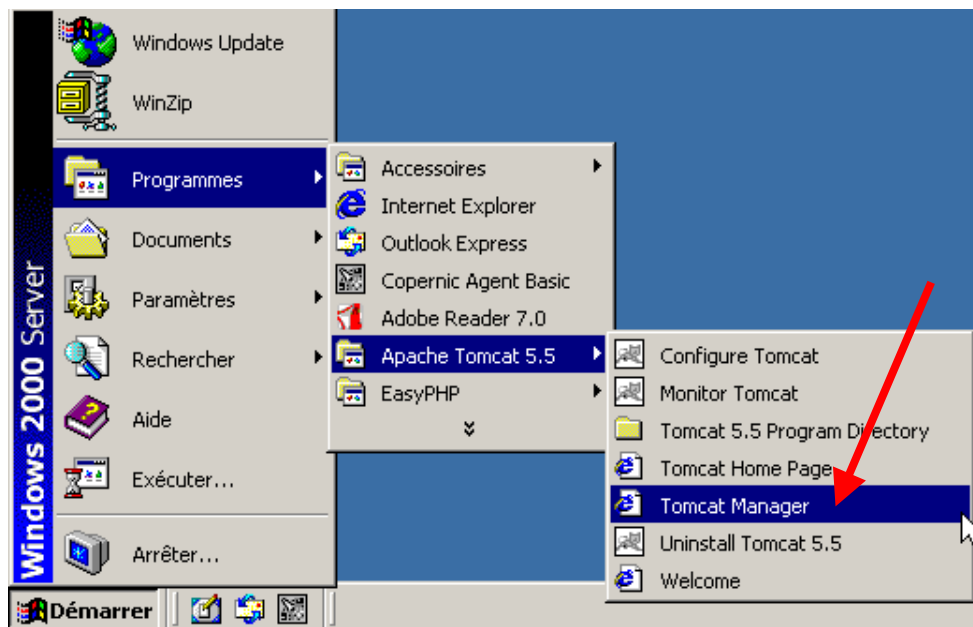 Windows 2000 Server
Windows Update
WinZip
Programmes
Documents
Paramètres
Rechercher
Aide
Exécuter...
Arrêter...
Accessoires
Internet Explorer
Outlook Express
Copernic Agent Basic
Adobe Reader 7.0
Apache Tomcat 5.5
EasyPHP
Configure Tomcat
Monitor Tomcat
Tomcat 5.5 Program Directory
Tomcat Home Page
Tomcat Manager
Uninstall Tomcat 5.5
Welcome
Démarrer